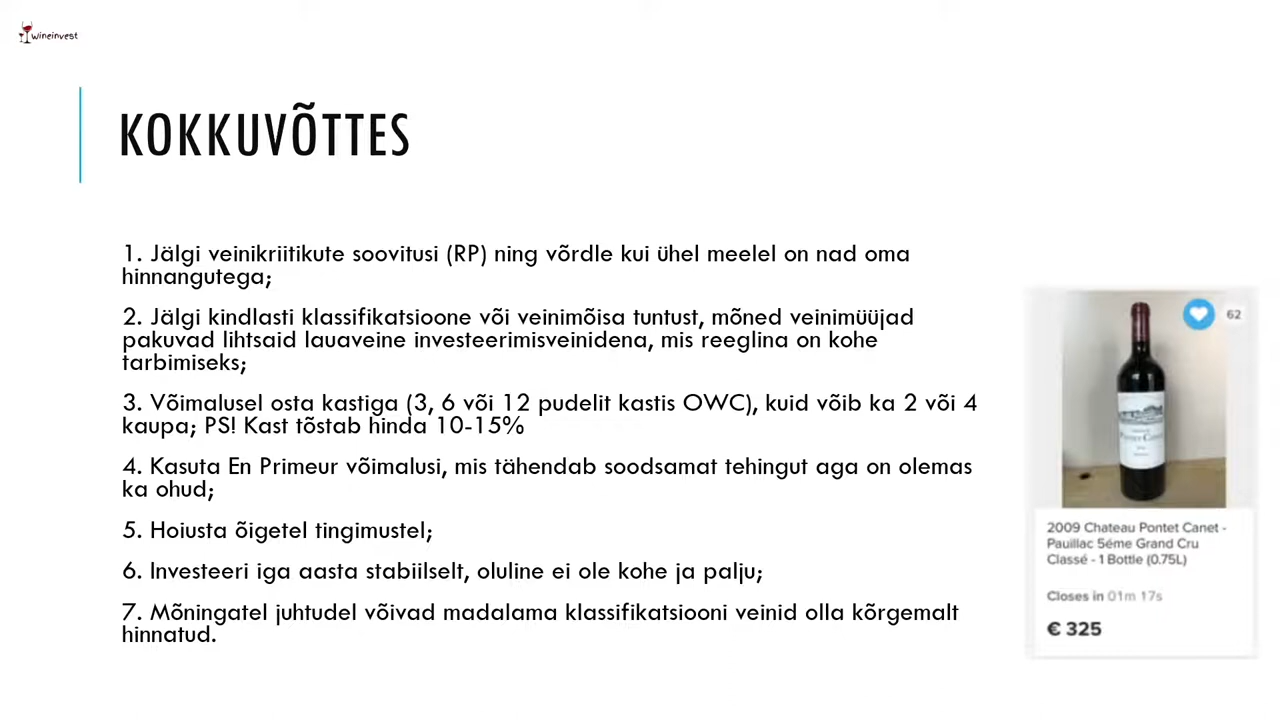 wineinvest
KOKKUVÕTTES
1. Jälgi veinikriitikute soovitusi (RP) ning võrdle kui ühel meelel on nad oma
hinnangutega;
2. Jälgi kindlasti klassifikatsioone või veinimõisa tuntust, mõned veinimüüjad
pakuvad lihtsaid lauaveine investeerimisveinidena, mis reeglina on kohe
tarbimiseks;
3. Võimalusel osta kastiga (3, 6 või 12 pudelit kastis OWC), kuid võib ka 2 või 4
kaupa; PS! Kast tõstab hinda 10-15%
4. Kasuta En Primeur võimalusi, mis tähendab soodsamat tehingut aga on olemas
ka ohud;
5. Hoiusta õigetel tingimustel;
6. Investeeri iga aasta stabiilselt, oluline ei ole kohe ja palju;
7. Mõningatel juhtudel võivad madalama klassifikatsiooni veinid olla kõrgemalt
hinnatud.
62
2009 Chateau Pontet Canet -
Pauillac 5éme Grand Cru
Classé - 1 Bottle (0.75L)
Closes in 01m 17s
€ 325